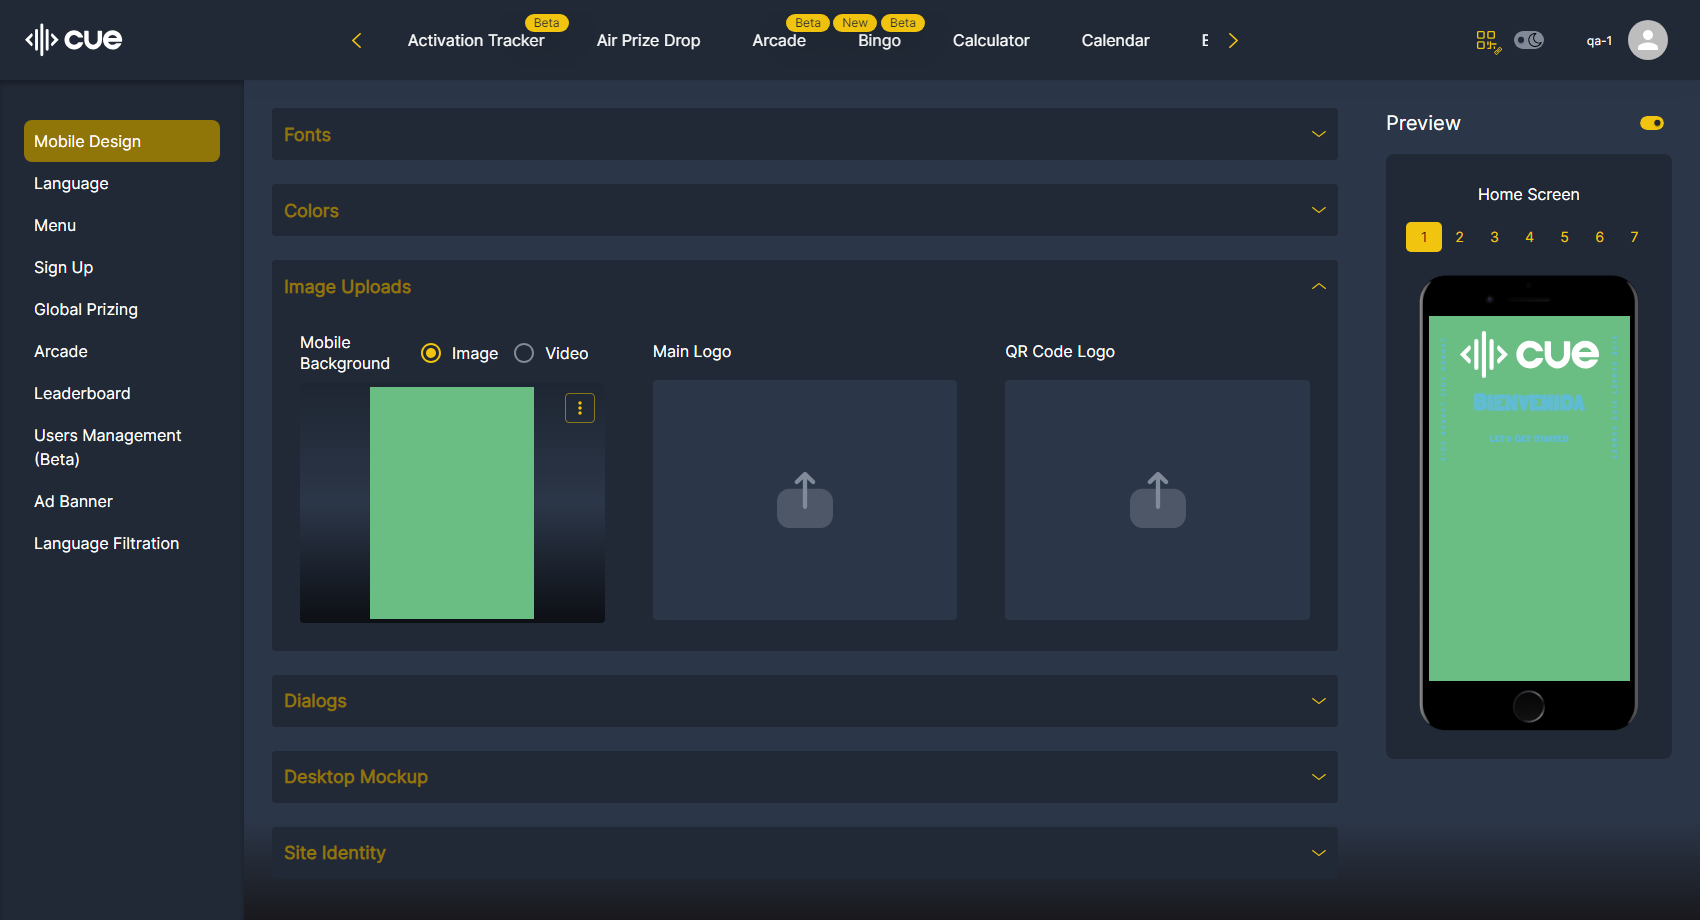 cue
Beta
Activation Tracker
Air Prize Drop
Beta
Arcade
New
Beta
Bingo
Calculator
Calendar
qa-1
Mobile Design
Language
Menu
Sign Up
Global Prizing
Arcade
Leaderboard
Users Management
(Beta)
Ad Banner
Language Filtration
Fonts
Colors
Image Uploads
Mobile
Background
Image
Video
Main Logo
QR Code Logo
Dialogs
Desktop Mockup
Site Identity
Preview
Home Screen
1 2 3 4 5 6 7
cue
BIENVENIDA
LET'S GET STARTED